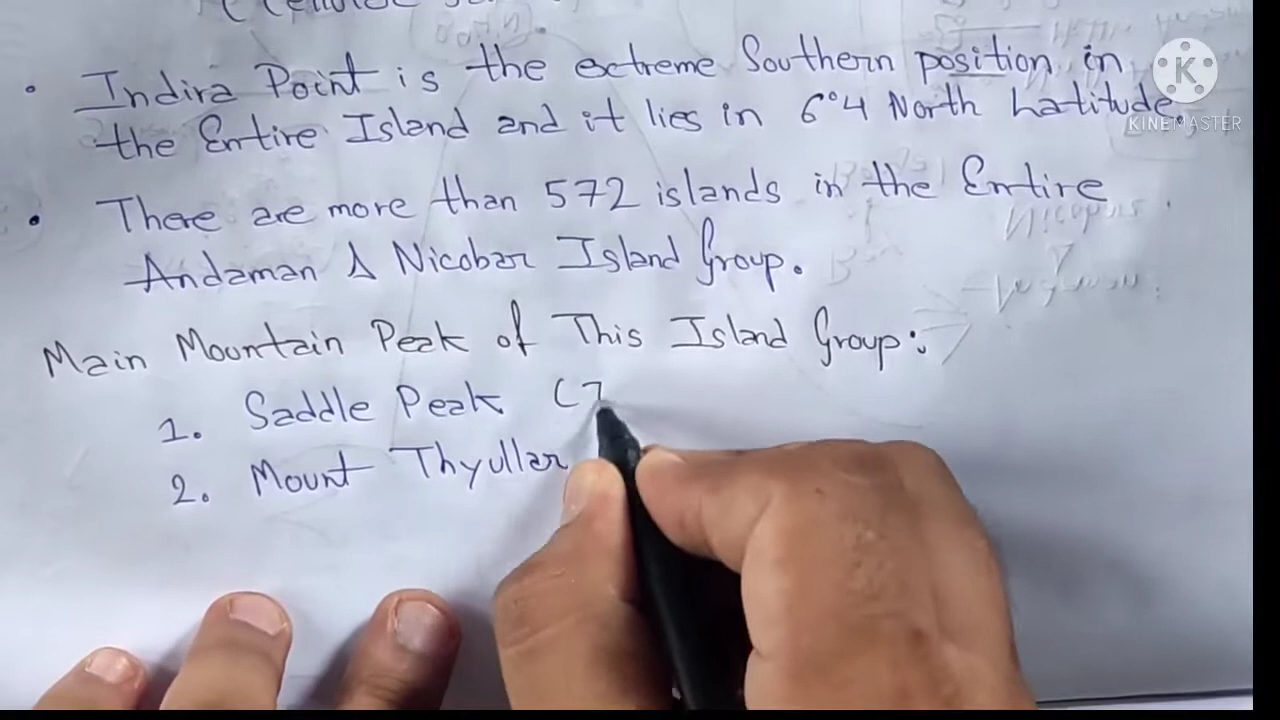 • Indira Point is the extreme Southern position in
the Entire Island and it lies in 6°4 North Latitude.
• There are more than 572 islands in the Entire
Andaman & Nicobar Island Group.
Main Mountain Peak of This Island Group:
1. Saddle Peak (7
2. Mount Thyullar
KINEMASTER